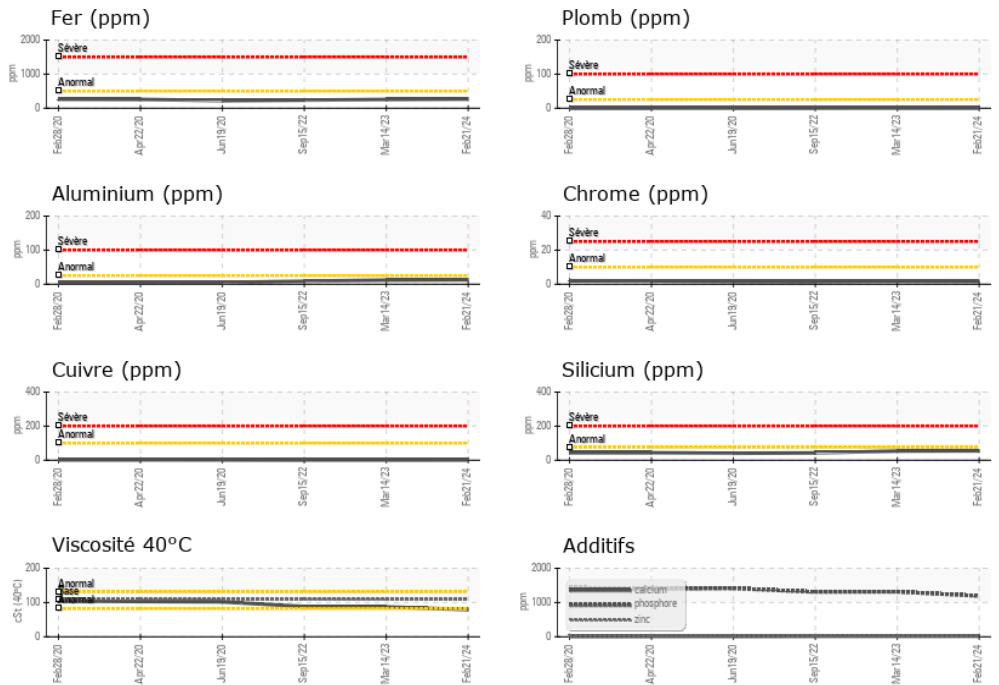 Fer (ppm)
2000
1000
0
ppm
Sévère
Anormal
Feb28/20
Apr22/20
Jun19/20
Sep15/22
Mar14/23
Feb21/24
Plomb (ppm)
200
100
0
ppm
Sévère
Anormal
Feb28/20
Apr22/20
Jun19/20
Sep15/22
Mar14/23
Feb21/24
Aluminium (ppm)
200
100
0
ppm
Sévère
Anormal
Feb28/20
Apr22/20
Jun19/20
Sep15/22
Mar14/23
Feb21/24
Chrome (ppm)
40
20
0
ppm
Sévère
Anormal
Feb28/20
Apr22/20
Jun19/20
Sep15/22
Mar14/23
Feb21/24
Cuivre (ppm)
400
200
0
ppm
Sévère
Anormal
Feb28/20
Apr22/20
Jun19/20
Sep15/22
Mar14/23
Feb21/24
Silicium (ppm)
400
200
0
ppm
Sévère
Anormal
Feb28/20
Apr22/20
Jun19/20
Sep15/22
Mar14/23
Feb21/24
Viscosité 40°C
200
100
0
cSt (40°C)
Anormal
Base
Anormal
Feb28/20
Apr22/20
Jun19/20
Sep15/22
Mar14/23
Feb21/24
Additifs
2000
1000
0
ppm
calcium
phosphore
zinc
Feb28/20
Apr22/20
Jun19/20
Sep15/22
Mar14/23
Feb21/24